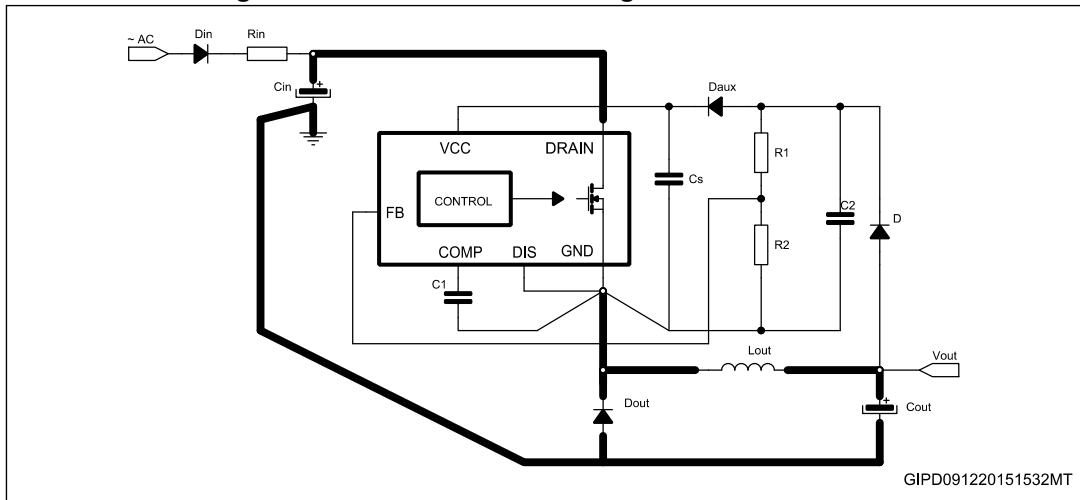 ~ AC
Din
Rin
Cin
+
Daux
VCC
DRAIN
R1
Cs
CONTROL
FB
C2
D
R2
COMP
DIS
GND
C1
Lout
Vout
Dout
+
Cout
GIPD091220151532MT